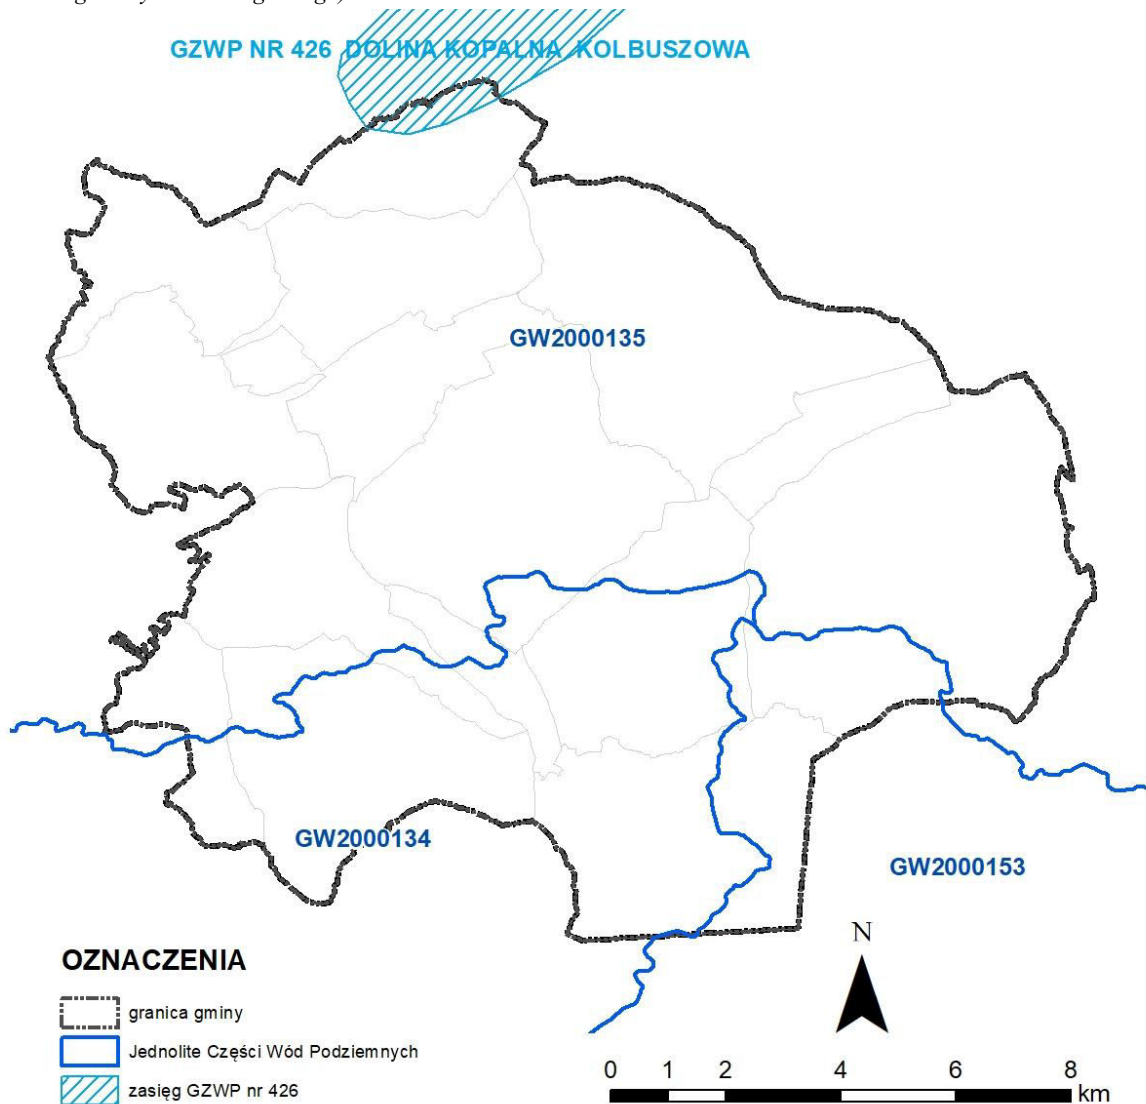 GZWP NR 426 DOLINA KOPALNA KOLBUSZOWA
GW2000135
GW2000134
GW2000153
N
OZNACZENIA
granica gminy
Jednolite Części Wód Podziemnych
zasięg GZWP nr 426
0 1 2 4 6 8
km